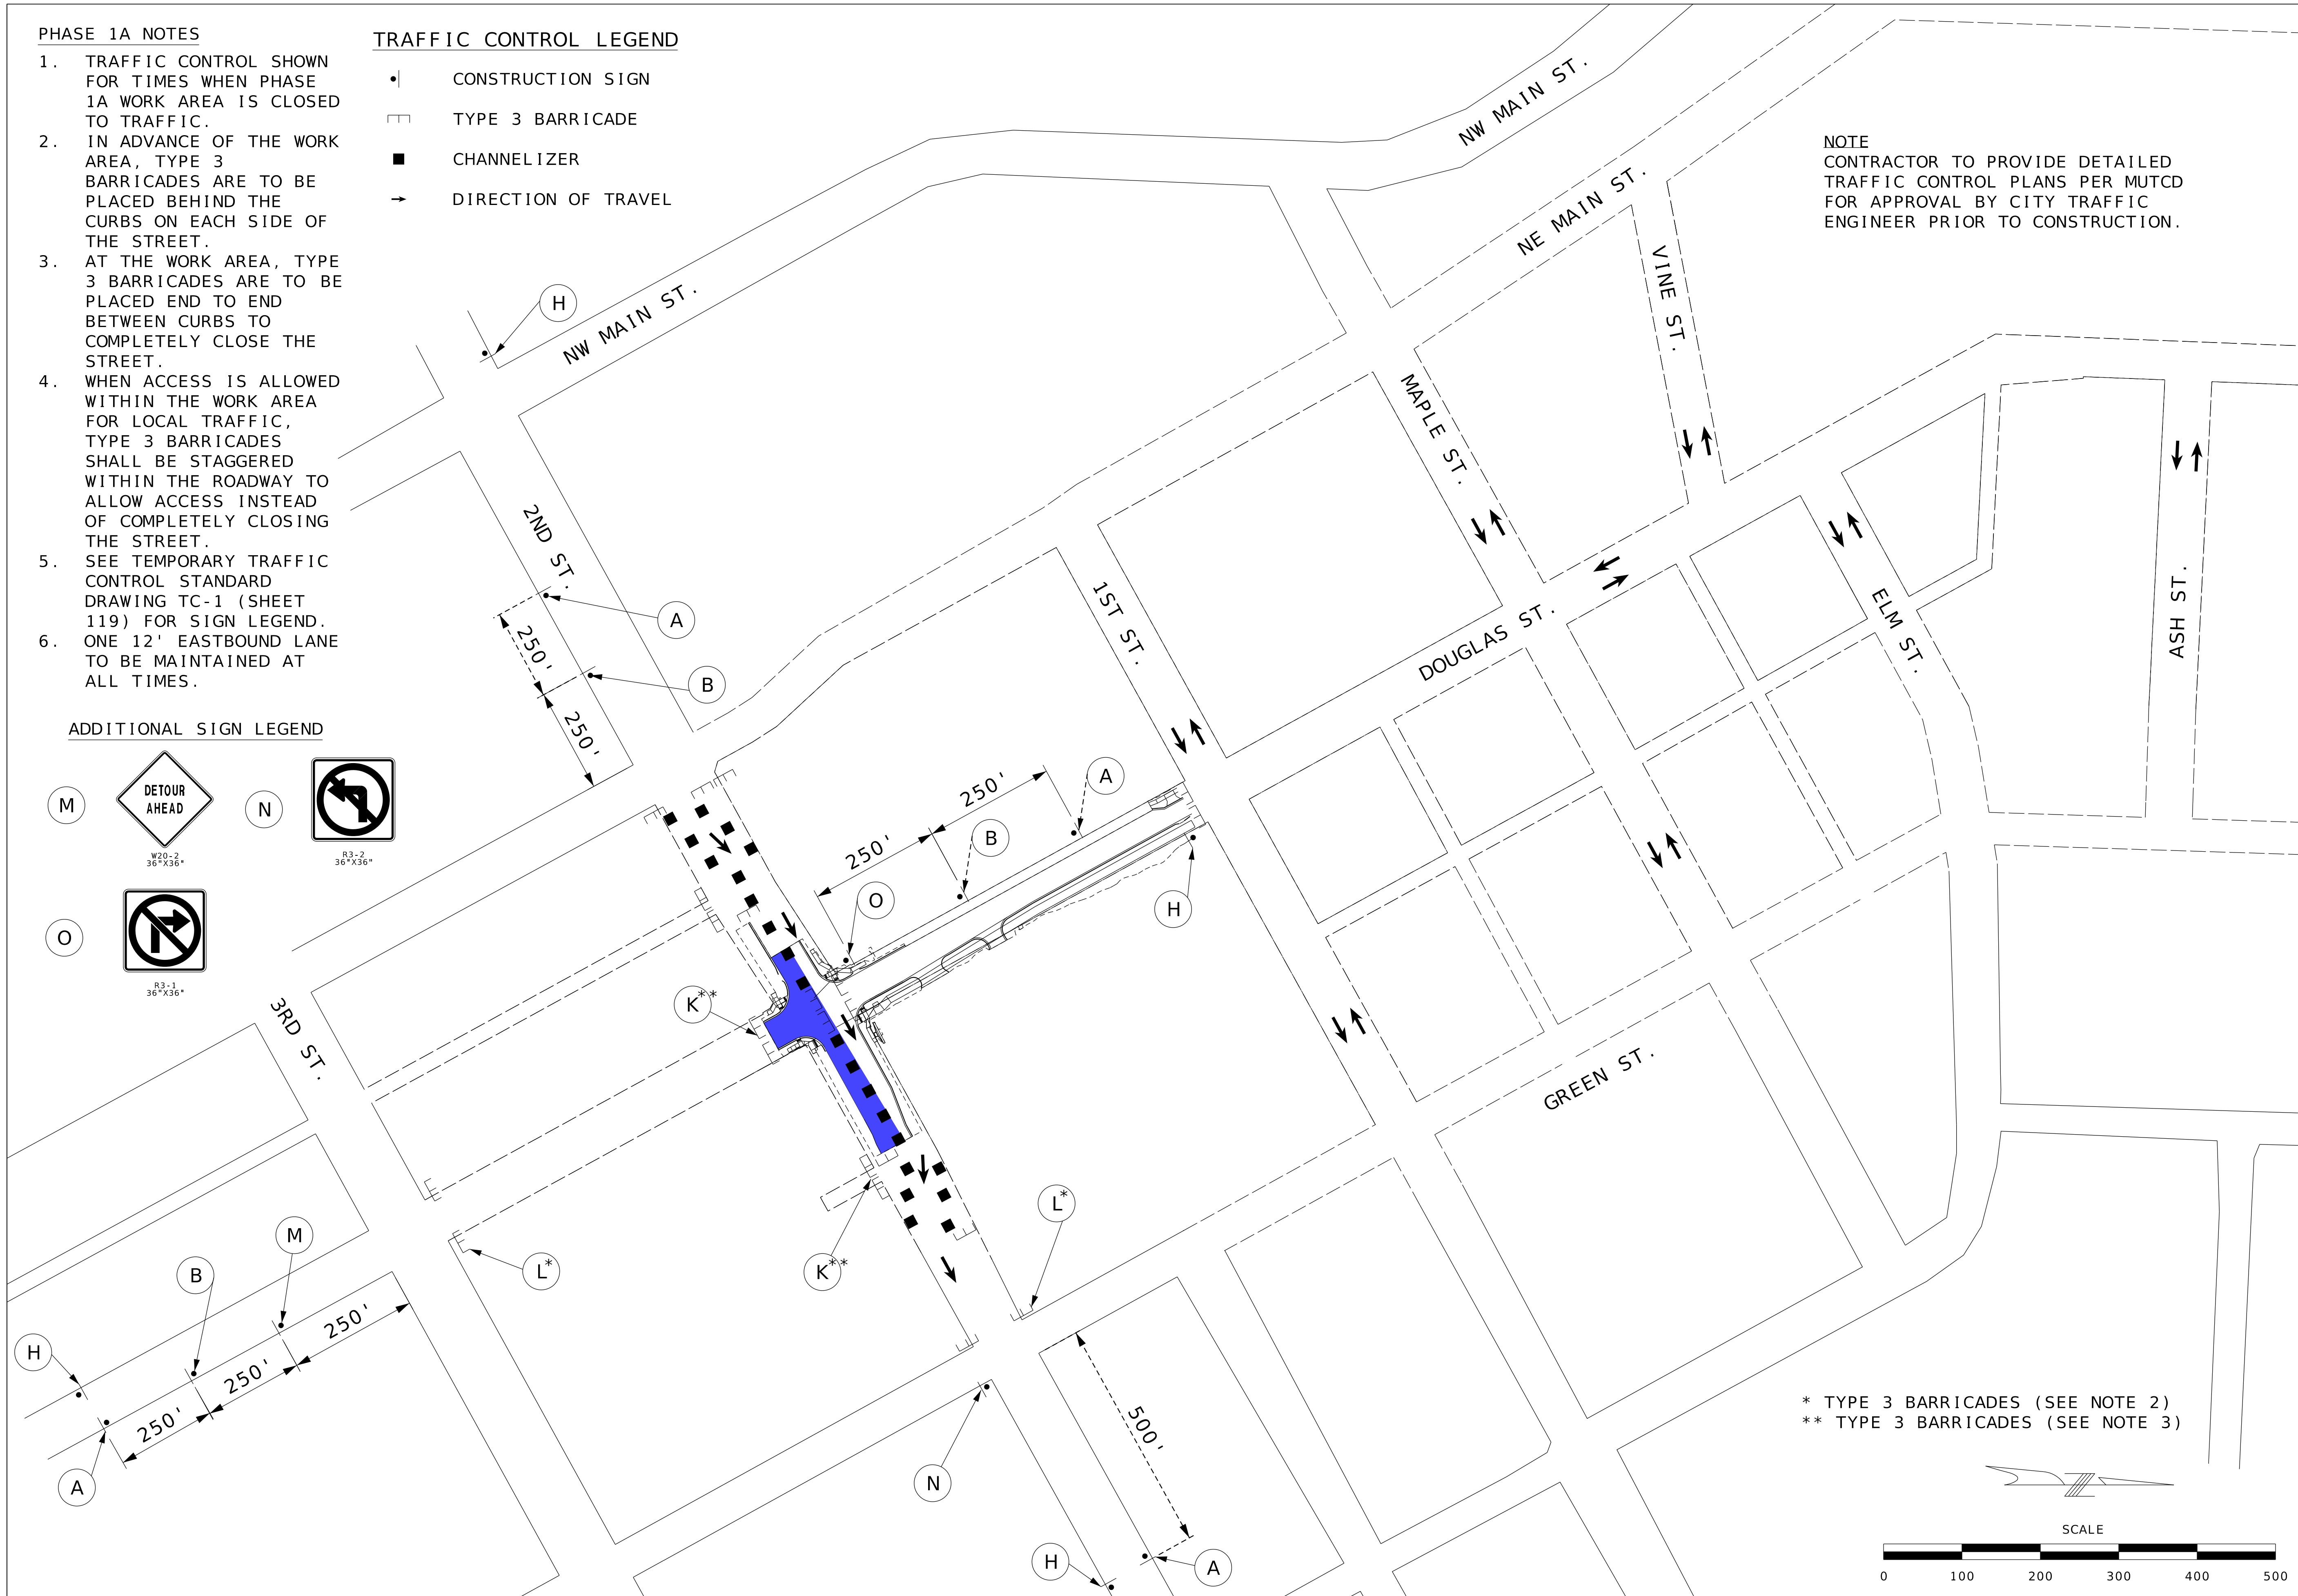 PHASE 1A NOTES
1. TRAFFIC CONTROL SHOWN
FOR TIMES WHEN PHASE
1A WORK AREA IS CLOSED
TO TRAFFIC.
2. IN ADVANCE OF THE WORK
AREA, TYPE 3
BARRICADES ARE TO BE
PLACED BEHIND THE
CURBS ON EACH SIDE OF
THE STREET.
3. AT THE WORK AREA, TYPE
3 BARRICADES ARE TO BE
PLACED END TO END
BETWEEN CURBS TO
COMPLETELY CLOSE THE
STREET.
4. WHEN ACCESS IS ALLOWED
WITHIN THE WORK AREA
FOR LOCAL TRAFFIC,
TYPE 3 BARRICADES
SHALL BE STAGGERED
WITHIN THE ROADWAY TO
ALLOW ACCESS INSTEAD
OF COMPLETELY CLOSING
THE STREET.
5. SEE TEMPORARY TRAFFIC
CONTROL STANDARD
DRAWING TC-1 (SHEET
119) FOR SIGN LEGEND.
6. ONE 12' EASTBOUND LANE
TO BE MAINTAINED AT
ALL TIMES.
ADDITIONAL SIGN LEGEND
M
DETOUR
AHEAD
W20-2
36"X36"
N
R3-2
36"X36"
O
R3-1
36"X36"
TRAFFIC CONTROL LEGEND
CONSTRUCTION SIGN
TYPE 3 BARRICADE
CHANNELIZER
DIRECTION OF TRAVEL
NOTE
CONTRACTOR TO PROVIDE DETAILED
TRAFFIC CONTROL PLANS PER MUTCD
FOR APPROVAL BY CITY TRAFFIC
ENGINEER PRIOR TO CONSTRUCTION.
NW MAIN ST.
NE MAIN ST.
VINE ST.
H
NW MAIN ST.
MAPLE ST.
2ND ST.
A
250'
B
250'
1ST ST.
DOUGLAS ST.
ELM ST.
ASH ST.
A
250'
B
250'
O
H
K**
3RD ST.
GREEN ST.
L*
M
B
L*
K**
H
250'
250'
250'
A
N
500'
H
A
* TYPE 3 BARRICADES (SEE NOTE 2)
** TYPE 3 BARRICADES (SEE NOTE 3)
SCALE
0 100 200 300 400 500